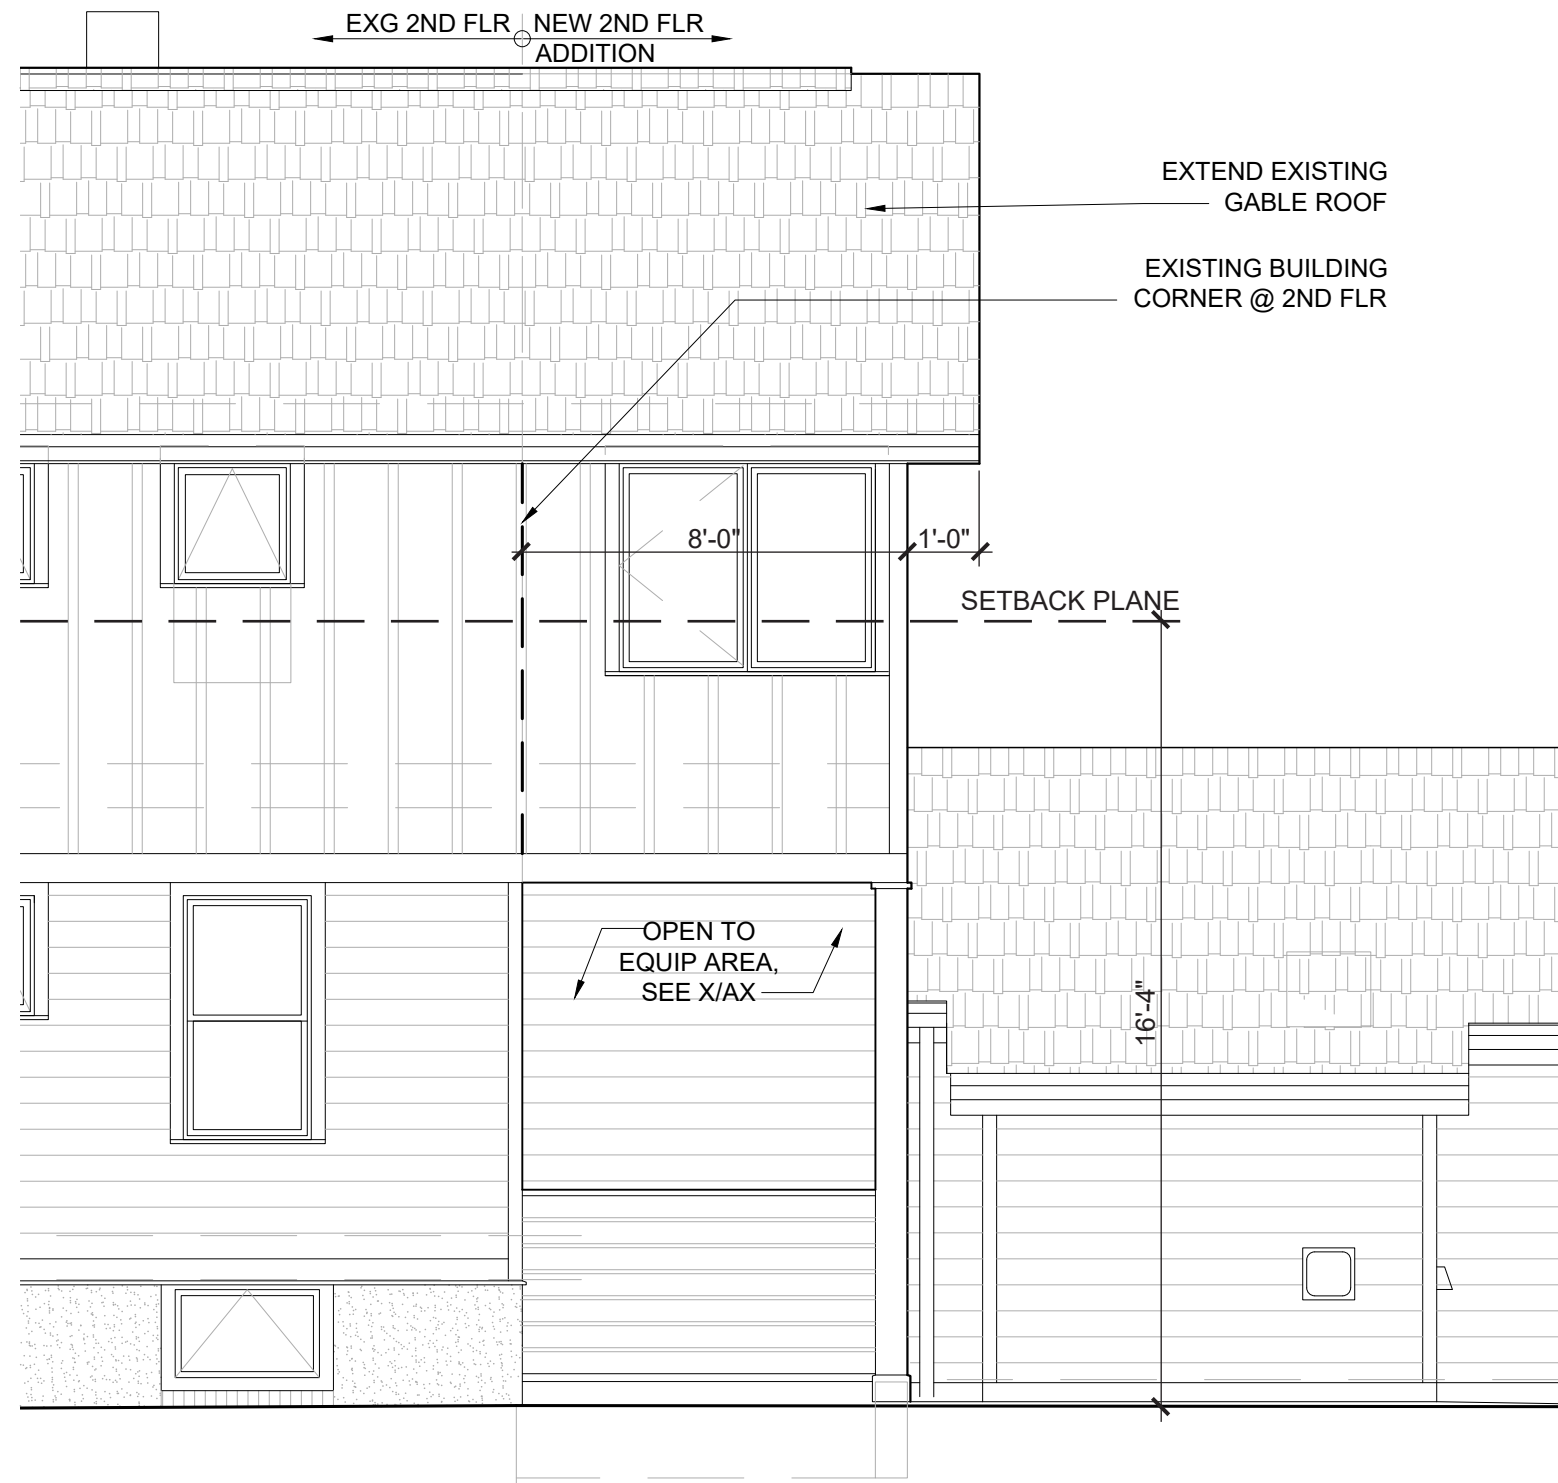 EXG 2ND FLR NEW 2ND FLR
ADDITION
EXTEND EXISTING
GABLE ROOF
EXISTING BUILDING
CORNER @ 2ND FLR
8'-0" 1'-0"
SETBACK PLANE
OPEN TO
EQUIP AREA,
SEE X/AX
16'-4"